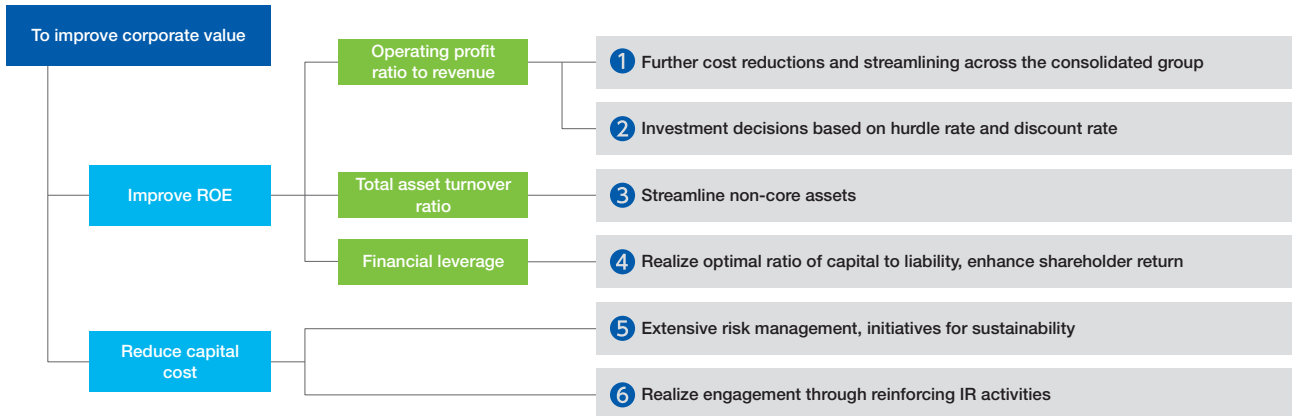 To improve corporate value
Operating profit
ratio to revenue
1 Further cost reductions and streamlining across the consolidated group
2 Investment decisions based on hurdle rate and discount rate
Improve ROE
Total asset turnover
ratio
3 Streamline non-core assets
Financial leverage
4 Realize optimal ratio of capital to liability, enhance shareholder return
Reduce capital
cost
5 Extensive risk management, initiatives for sustainability
6 Realize engagement through reinforcing IR activities